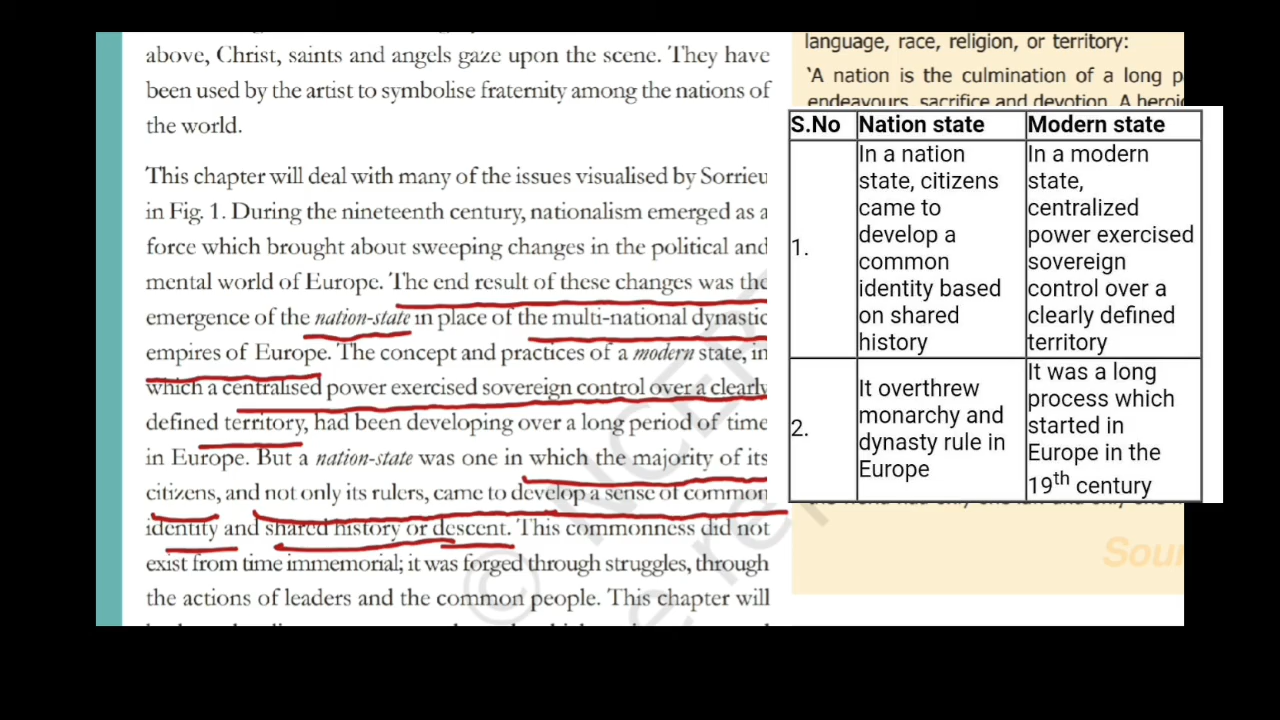 above, Christ, saints and angels gaze upon the scene. They have
been used by the artist to symbolise fraternity among the nations of
the world.
This chapter will deal with many of the issues visualised by Sorrieu
in Fig. 1. During the nineteenth century, nationalism emerged as a
force which brought about sweeping changes in the political and
mental world of Europe. The end result of these changes was the
emergence of the nation-state in place of the multi-national dynastic
empires of Europe. The concept and practices of a modern state, in
which a centralised power exercised sovereign control over a clearly
defined territory, had been developing over a long period of time
in Europe. But a nation-state was one in which the majority of its
citizens, and not only its rulers, came to develop a sense of common
identity and shared history or descent. This commonness did not
exist from time immemorial; it was forged through struggles, through
the actions of leaders and the common people. This chapter will
language, race, religion, or territory:
‘A nation is the culmination of a long p
endeavours, sacrifice and devotion. A heroic
S.No Nation state Modern state
1.
In a nation
state, citizens
came to
develop a
common
identity based
on shared
history
In a modern
state,
centralized
power exercised
sovereign
control over a
clearly defined
territory
2.
It overthrew
monarchy and
dynasty rule in
Europe
It was a long
process which
started in
Europe in the
19th century
Sour
© NCER
e re